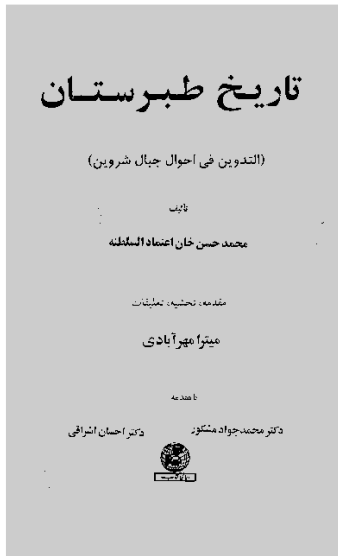 تاریخ طبرستان
(التدوین فی احوال جبال شروین)
تألیف
محمد حسن خان اعتماد السلطنه
مقدمه، تحشیه، تعلیقات
میترا مهرآبادی
با مقدمه
دکتر محمدجواد مشکور دکتر احسان اشراقی